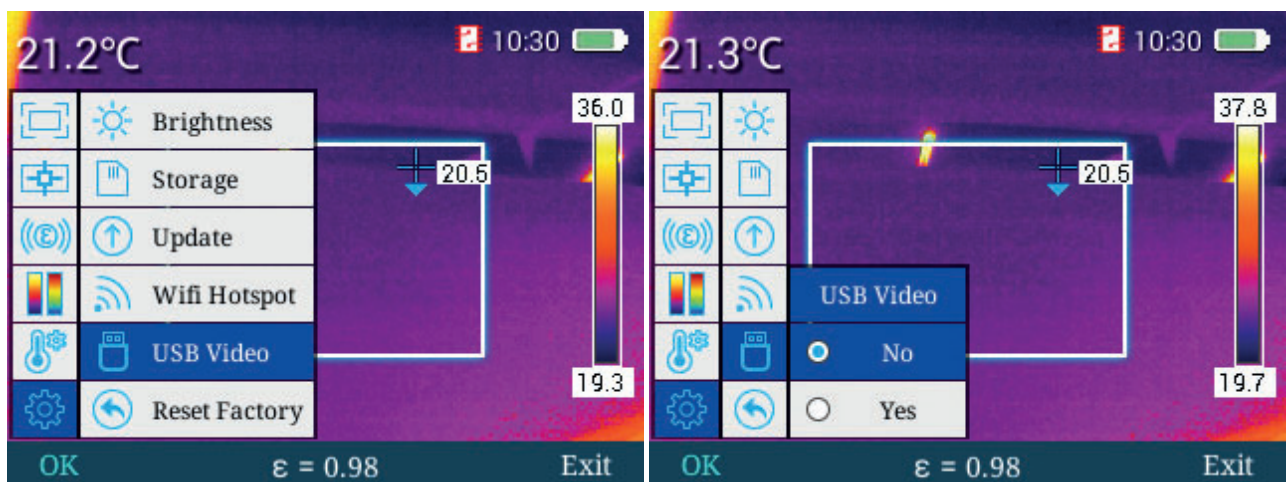 21.2°C
10:30
36.0
Brightness
Storage
20.5
Update
Wifi Hotspot
USB Video
19.3
Reset Factory
OK
ε = 0.98
Exit
21.3°C
10:30
37.8
20.5
((ε))
USB Video
No
19.7
Yes
OK
ε = 0.98
Exit